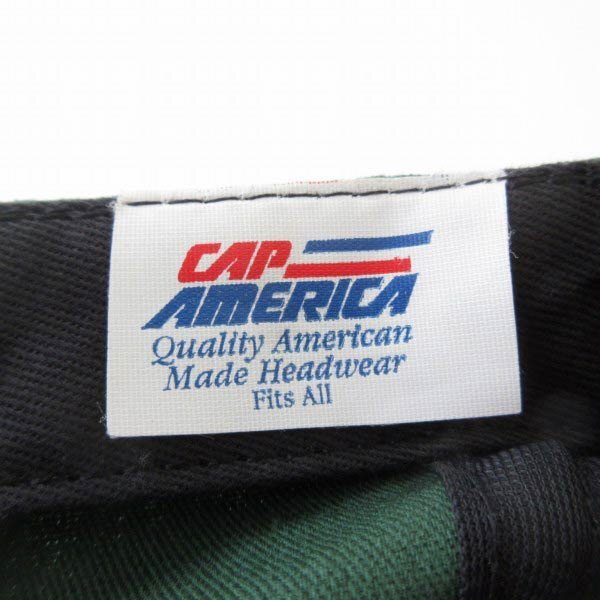 CAP
AMERICA
Quality American
Made Headwear
Fits All